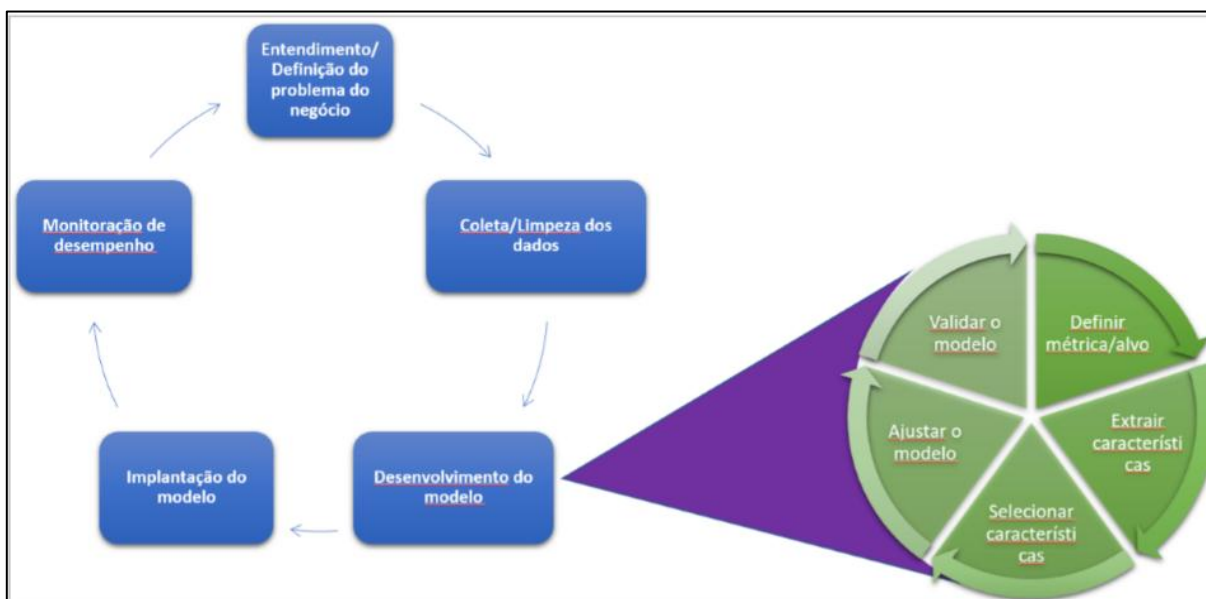 Entendimento/
Definição do
problema do
negócio
Coleta/Limpeza dos
dados
Desenvolvimento do
modelo
Implantação do
modelo
Monitoração de
desempenho
Definir
métrica/alvo
Extrair
característi
cas
Selecionar
característi
cas
Ajustar o
modelo
Validar o
modelo